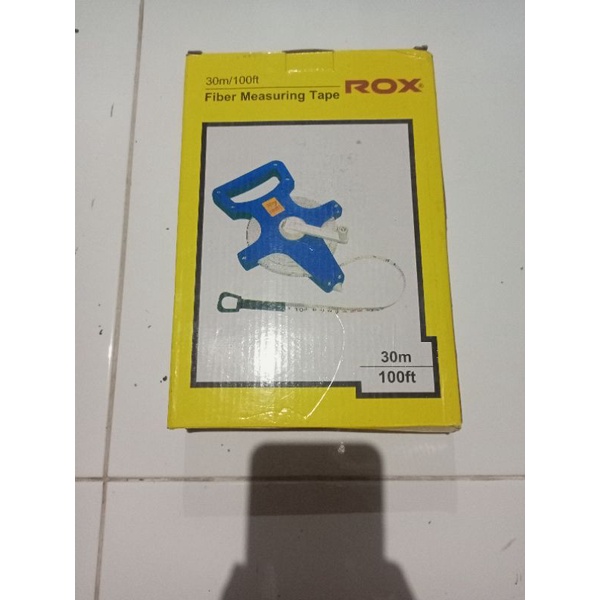 30m/100ft
Fiber Measuring Tape
ROX
30m
100ft